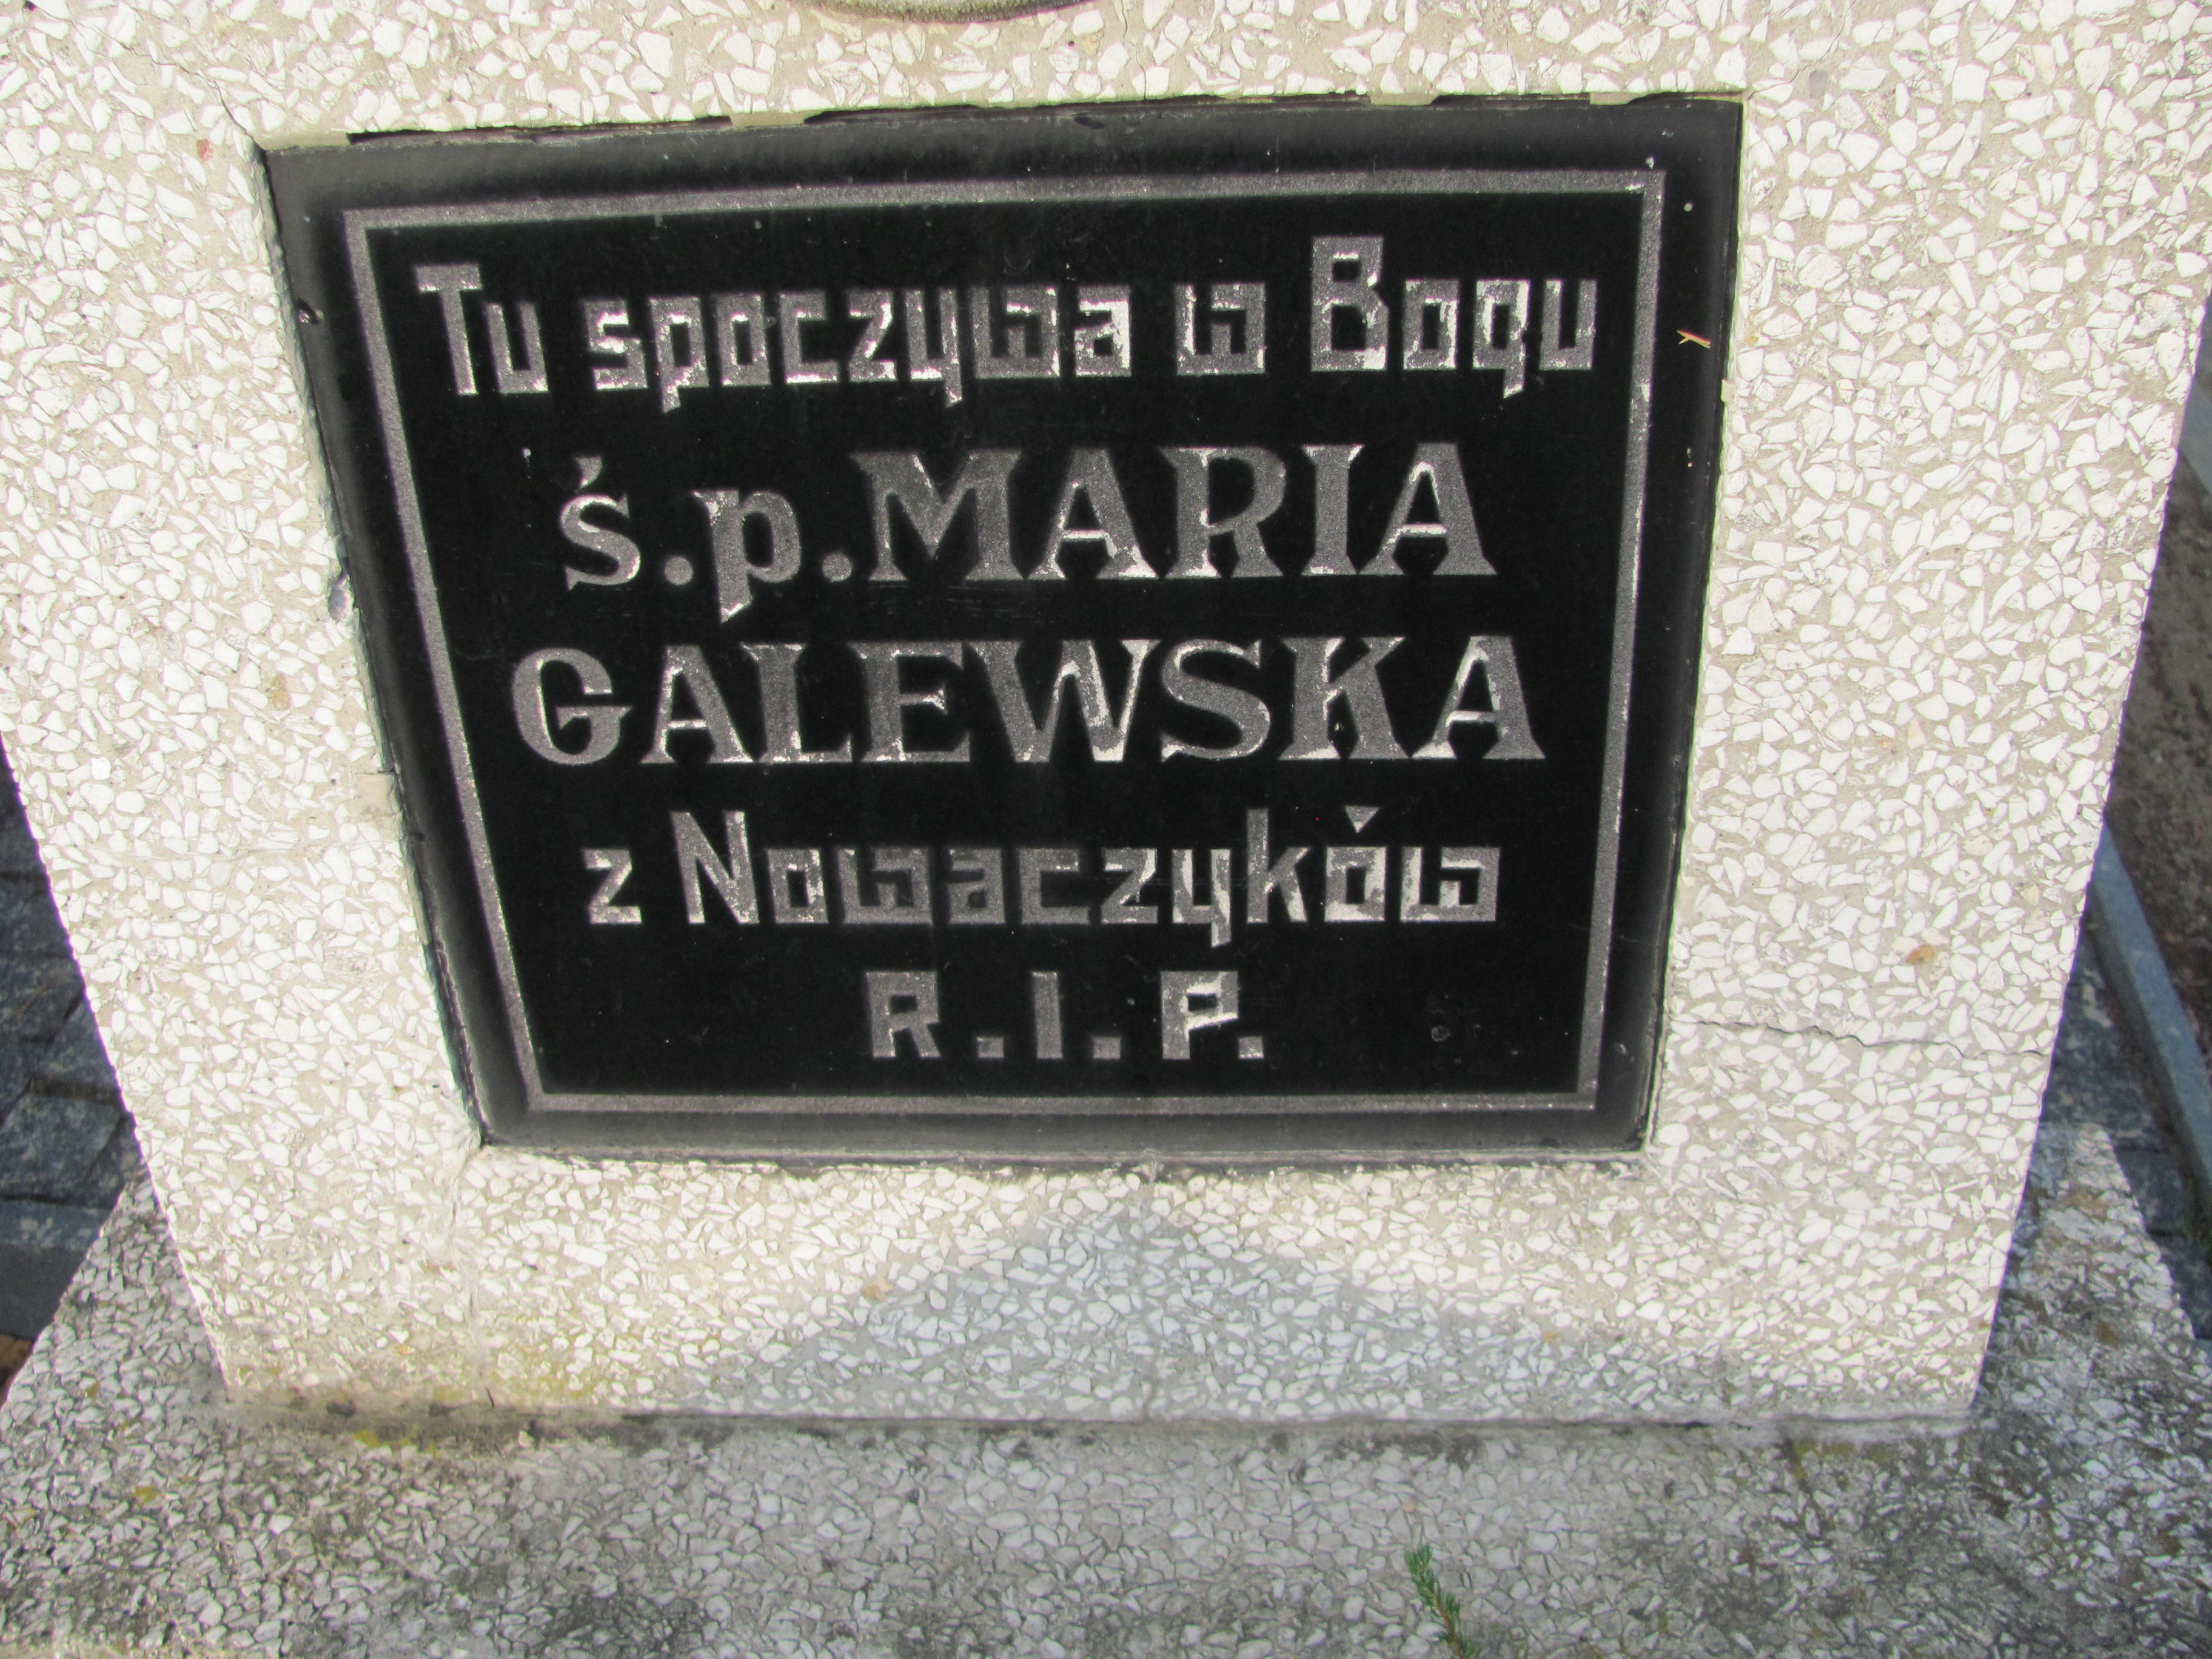 Tu spoczywa w Bogu
ś.p. MARIA
GALEWSKA
z Nowaczyków
R.I.P.